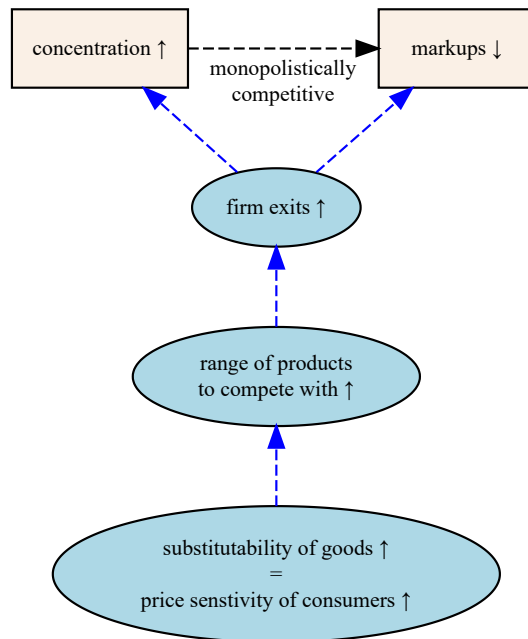 concentration ↑
markups ↓
monopolistically
competitive
firm exits ↑
range of products
to compete with ↑
substitutability of goods ↑
=
price senstivity of consumers ↑